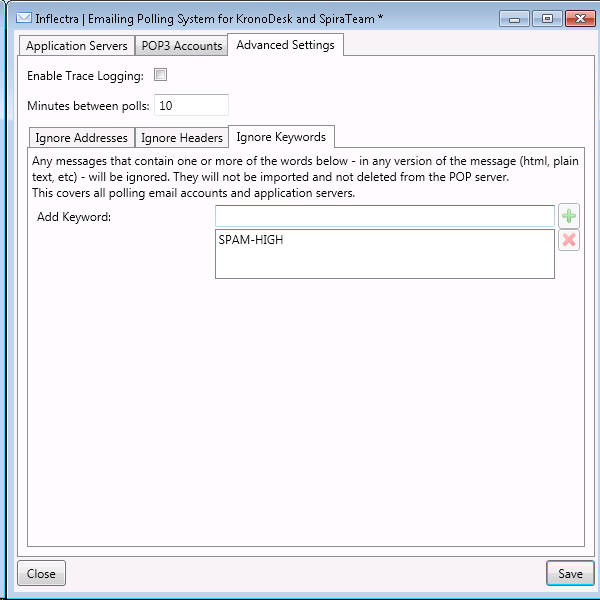 Inflectra | Emailing Polling System for KronoDesk and SpiraTeam *
Application Servers POP3 Accounts Advanced Settings
Enable Trace Logging:
Minutes between polls: 10
Ignore Addresses Ignore Headers Ignore Keywords
Any messages that contain one or more of the words below - in any version of the message (html, plain
text, etc) - will be ignored. They will not be imported and not deleted from the POP server.
This covers all polling email accounts and application servers.
Add Keyword:
SPAM-HIGH
Close Save